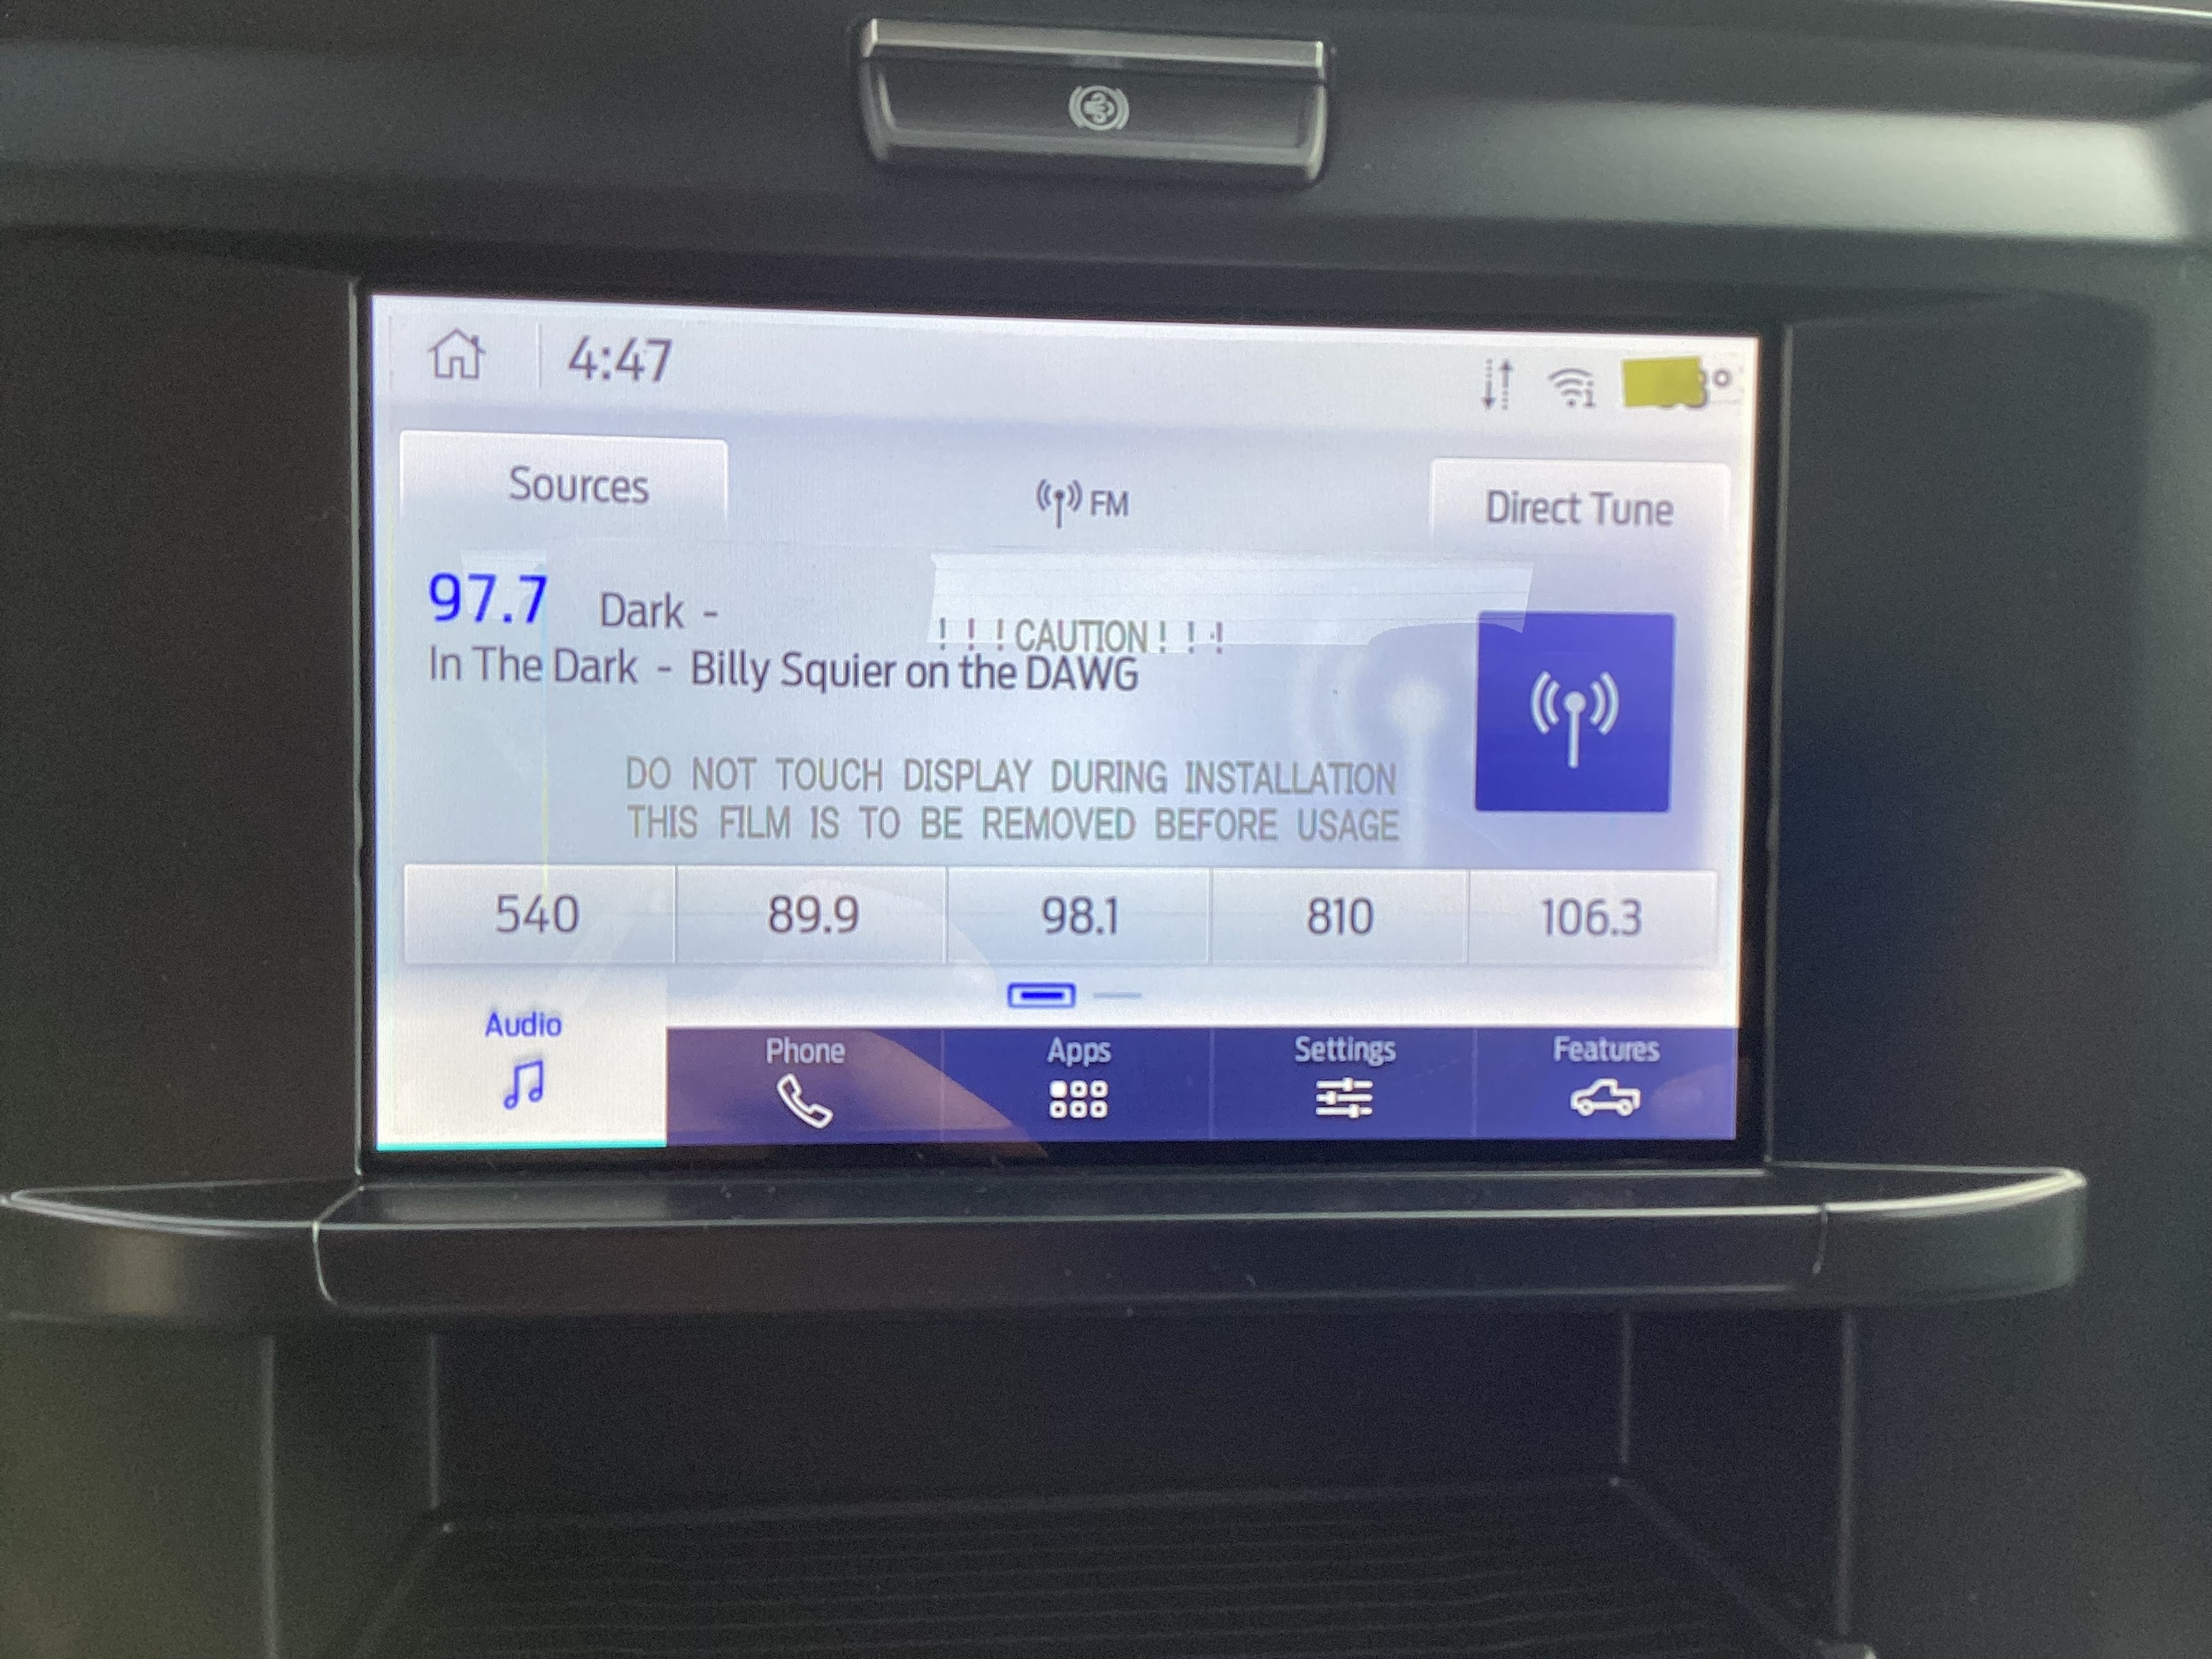 4:47
Sources
FM
Direct Tune
97.7 Dark -
! ! ! CAUTION ! ! !
In The Dark - Billy Squier on the DAWG
DO NOT TOUCH DISPLAY DURING INSTALLATION
THIS FILM IS TO BE REMOVED BEFORE USAGE
540 89.9 98.1 810 106.3
Audio Phone Apps Settings Features